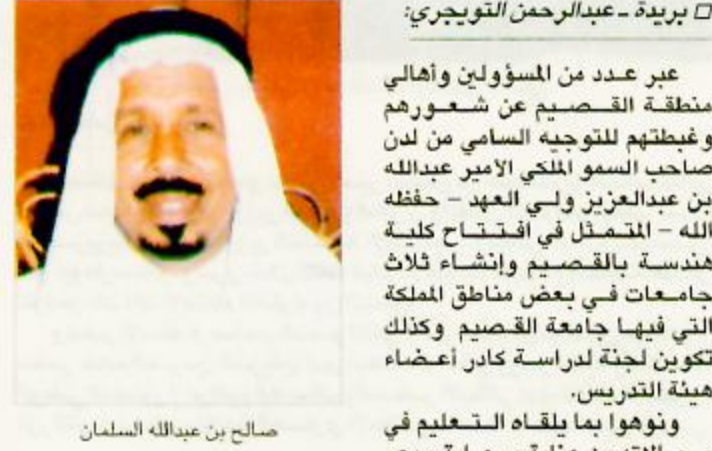 □ بريدة ـ عبدالرحمن التويجري:
عبر عدد من المسؤولين وأهالي
منطقة القصيم عن شعورهم
وغبطتهم للتوجيه السامي من لدن
صاحب السمو الملكي الامير عبدالله
بن عبدالعزيز ولي العهد – حفظه
الله – المتمثل في افتتاح كلية
هندسة بالقصيم وإنشاء ثلاث
جامعات في بعض مناطق المملكة
التي فيها جامعة القصيم وكذلك
تكوين لجنة لدراسة كادر أعضاء
هيئة التدريس.
ونوهوا بما يلقاه التعليم في
صالح بن عبدالله السلمان